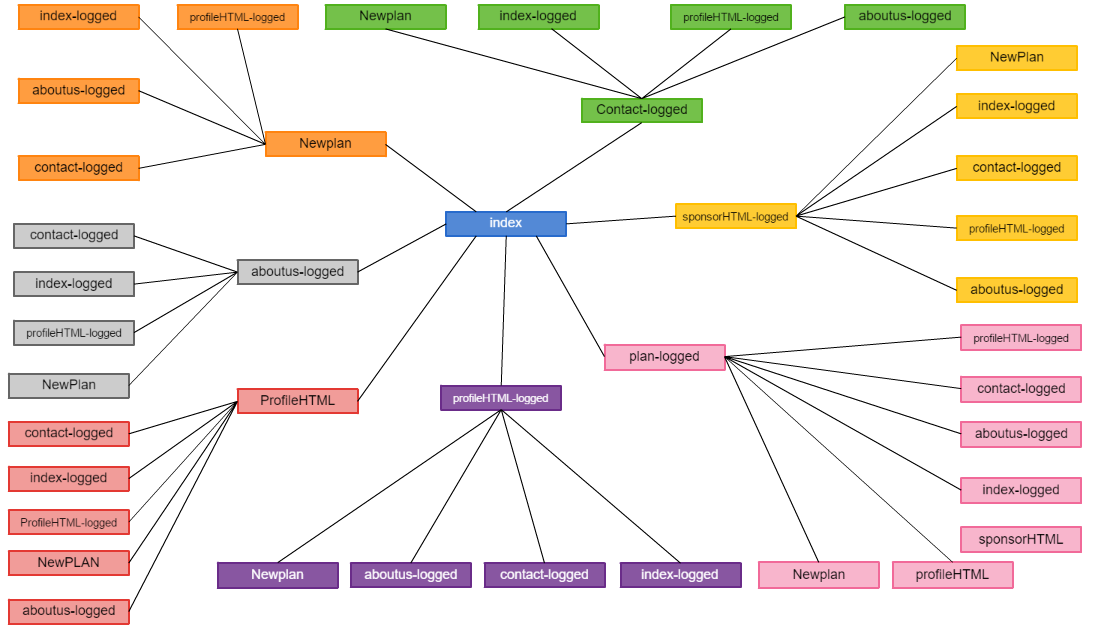 index-logged
profileHTML-logged
Newplan
index-logged
profileHTML-logged
aboutus-logged
NewPlan
aboutus-logged
index-logged
Contact-logged
Newplan
contact-logged
contact-logged
sponsorHTML-logged
index
profileHTML-logged
contact-logged
aboutus-logged
index-logged
aboutus-logged
profileHTML-logged
profileHTML-logged
plan-logged
NewPlan
contact-logged
ProfileHTML
profileHTML-logged
contact-logged
aboutus-logged
index-logged
index-logged
ProfileHTML-logged
sponsorHTML
NewPLAN
Newplan
aboutus-logged
contact-logged
index-logged
Newplan
profileHTML
aboutus-logged